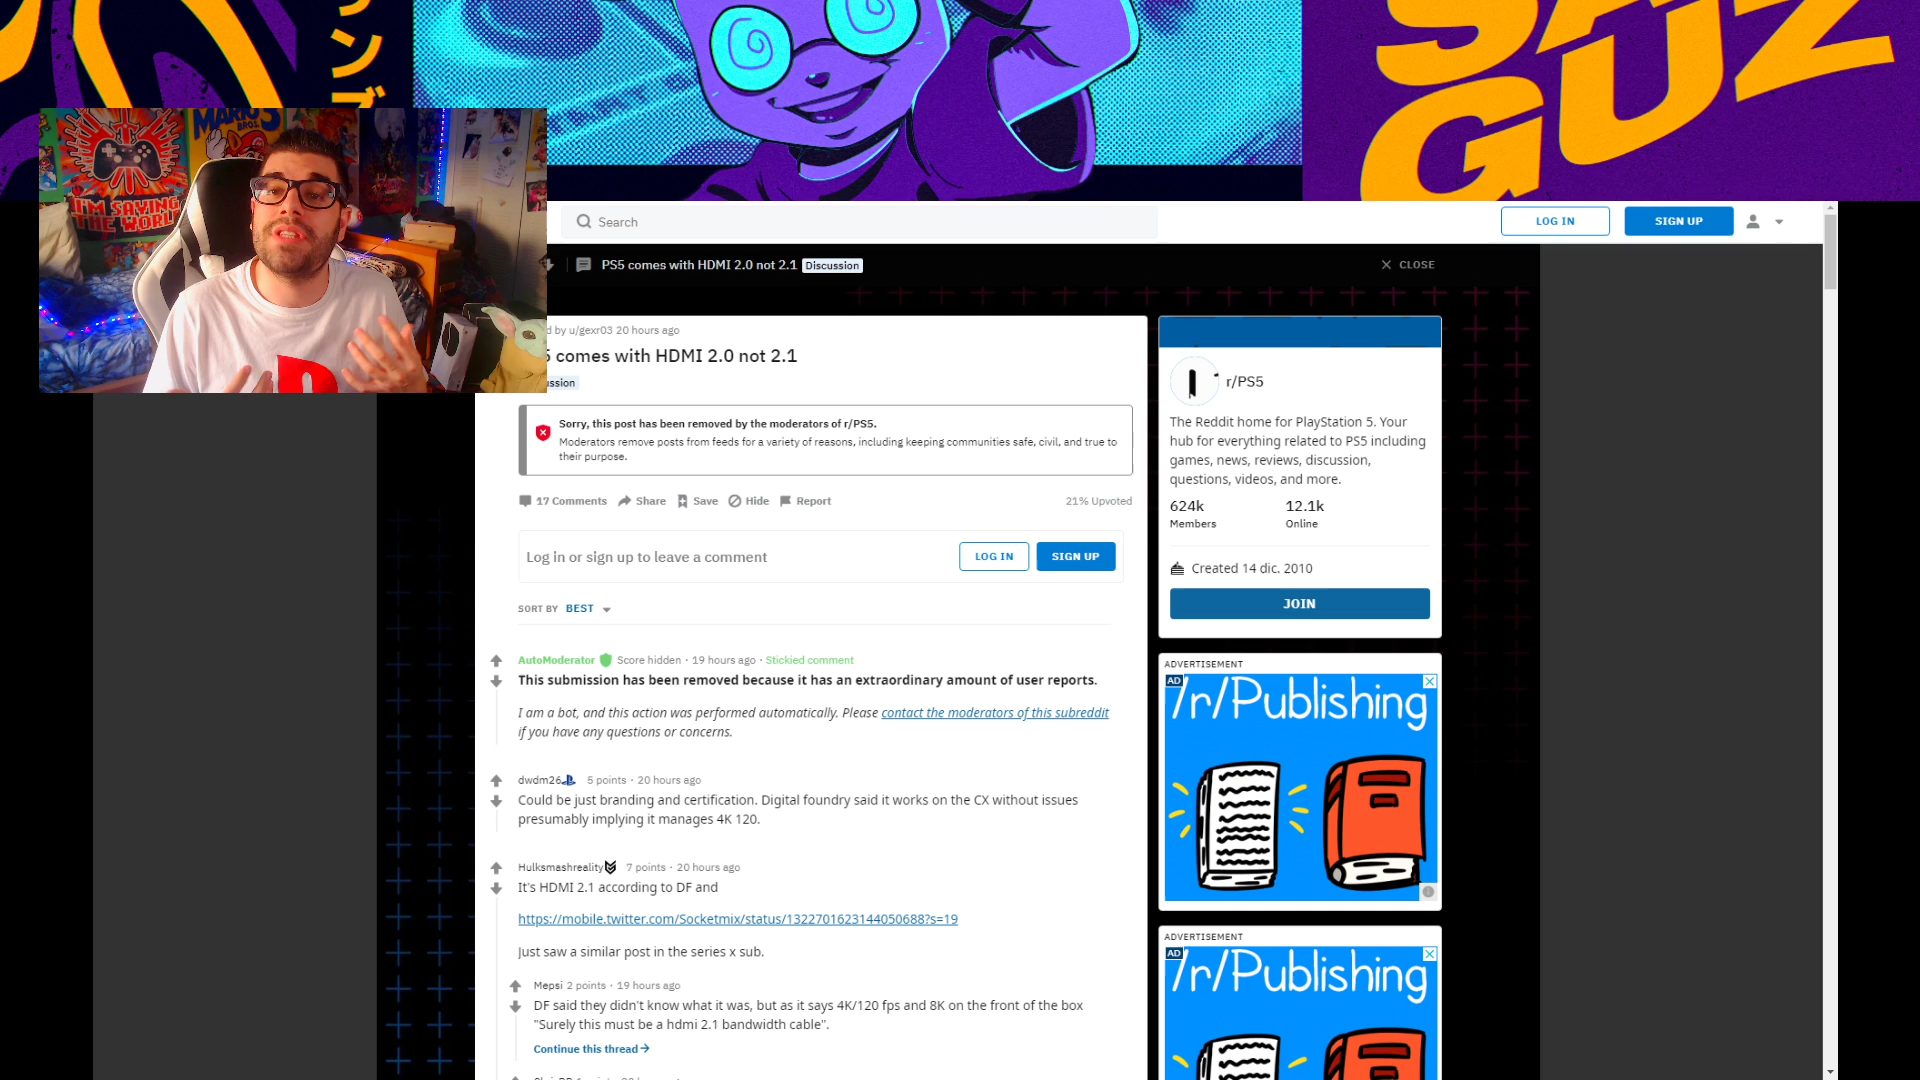 ング
SA
GUZ
MARIO
BROS. 3
I'M SAVING
THE WORLD
Search
LOG IN
SIGN UP
PS5 comes with HDMI 2.0 not 2.1 Discussion
CLOSE
d by u/gexr03 20 hours ago
5 comes with HDMI 2.0 not 2.1
ussion
Sorry, this post has been removed by the moderators of r/PS5.
Moderators remove posts from feeds for a variety of reasons, including keeping communities safe, civil, and true to
their purpose.
17 Comments Share Save Hide Report
21% Upvoted
Log in or sign up to leave a comment
LOG IN
SIGN UP
SORT BY BEST
AutoModerator Score hidden · 19 hours ago · Stickied comment
This submission has been removed because it has an extraordinary amount of user reports.
I am a bot, and this action was performed automatically. Please contact the moderators of this subreddit
if you have any questions or concerns.
dwdm26 5 points · 20 hours ago
Could be just branding and certification. Digital foundry said it works on the CX without issues
presumably implying it manages 4K 120.
Hulksmashreality 7 points · 20 hours ago
It's HDMI 2.1 according to DF and
https://mobile.twitter.com/Socketmix/status/1322701623144050688?s=19
Just saw a similar post in the series x sub.
Mepsi 2 points · 19 hours ago
DF said they didn't know what it was, but as it says 4K/120 fps and 8K on the front of the box
"Surely this must be a hdmi 2.1 bandwidth cable".
Continue this thread
r/PS5
The Reddit home for PlayStation 5. Your
hub for everything related to PS5 including
games, news, reviews, discussion,
questions, videos, and more.
624k 12.1k
Members Online
Created 14 dic. 2010
JOIN
ADVERTISEMENT
AD
/r/Publishing
ADVERTISEMENT
AD
/r/Publishing